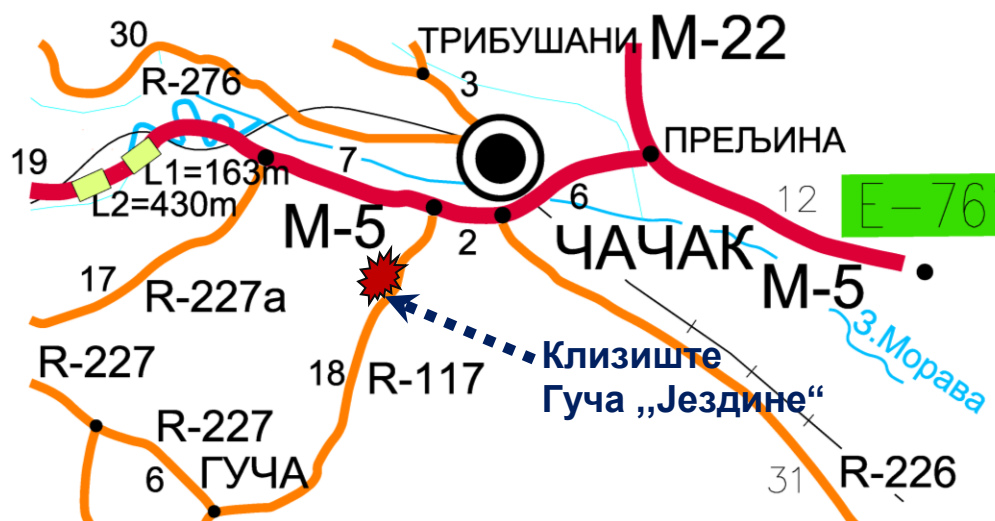 30
ТРИБУШАНИ
М-22
3
R-276
ПРЕЉИНА
19
7
L1=163m
6
12
E-76
L2=430m
М-5
2
ЧАЧАК
М-5
17
R-227a
З.Морава
Клизиште
Гуча ,,Јездине“
R-227
18
R-117
R-227
6
ГУЧА
31
R-226